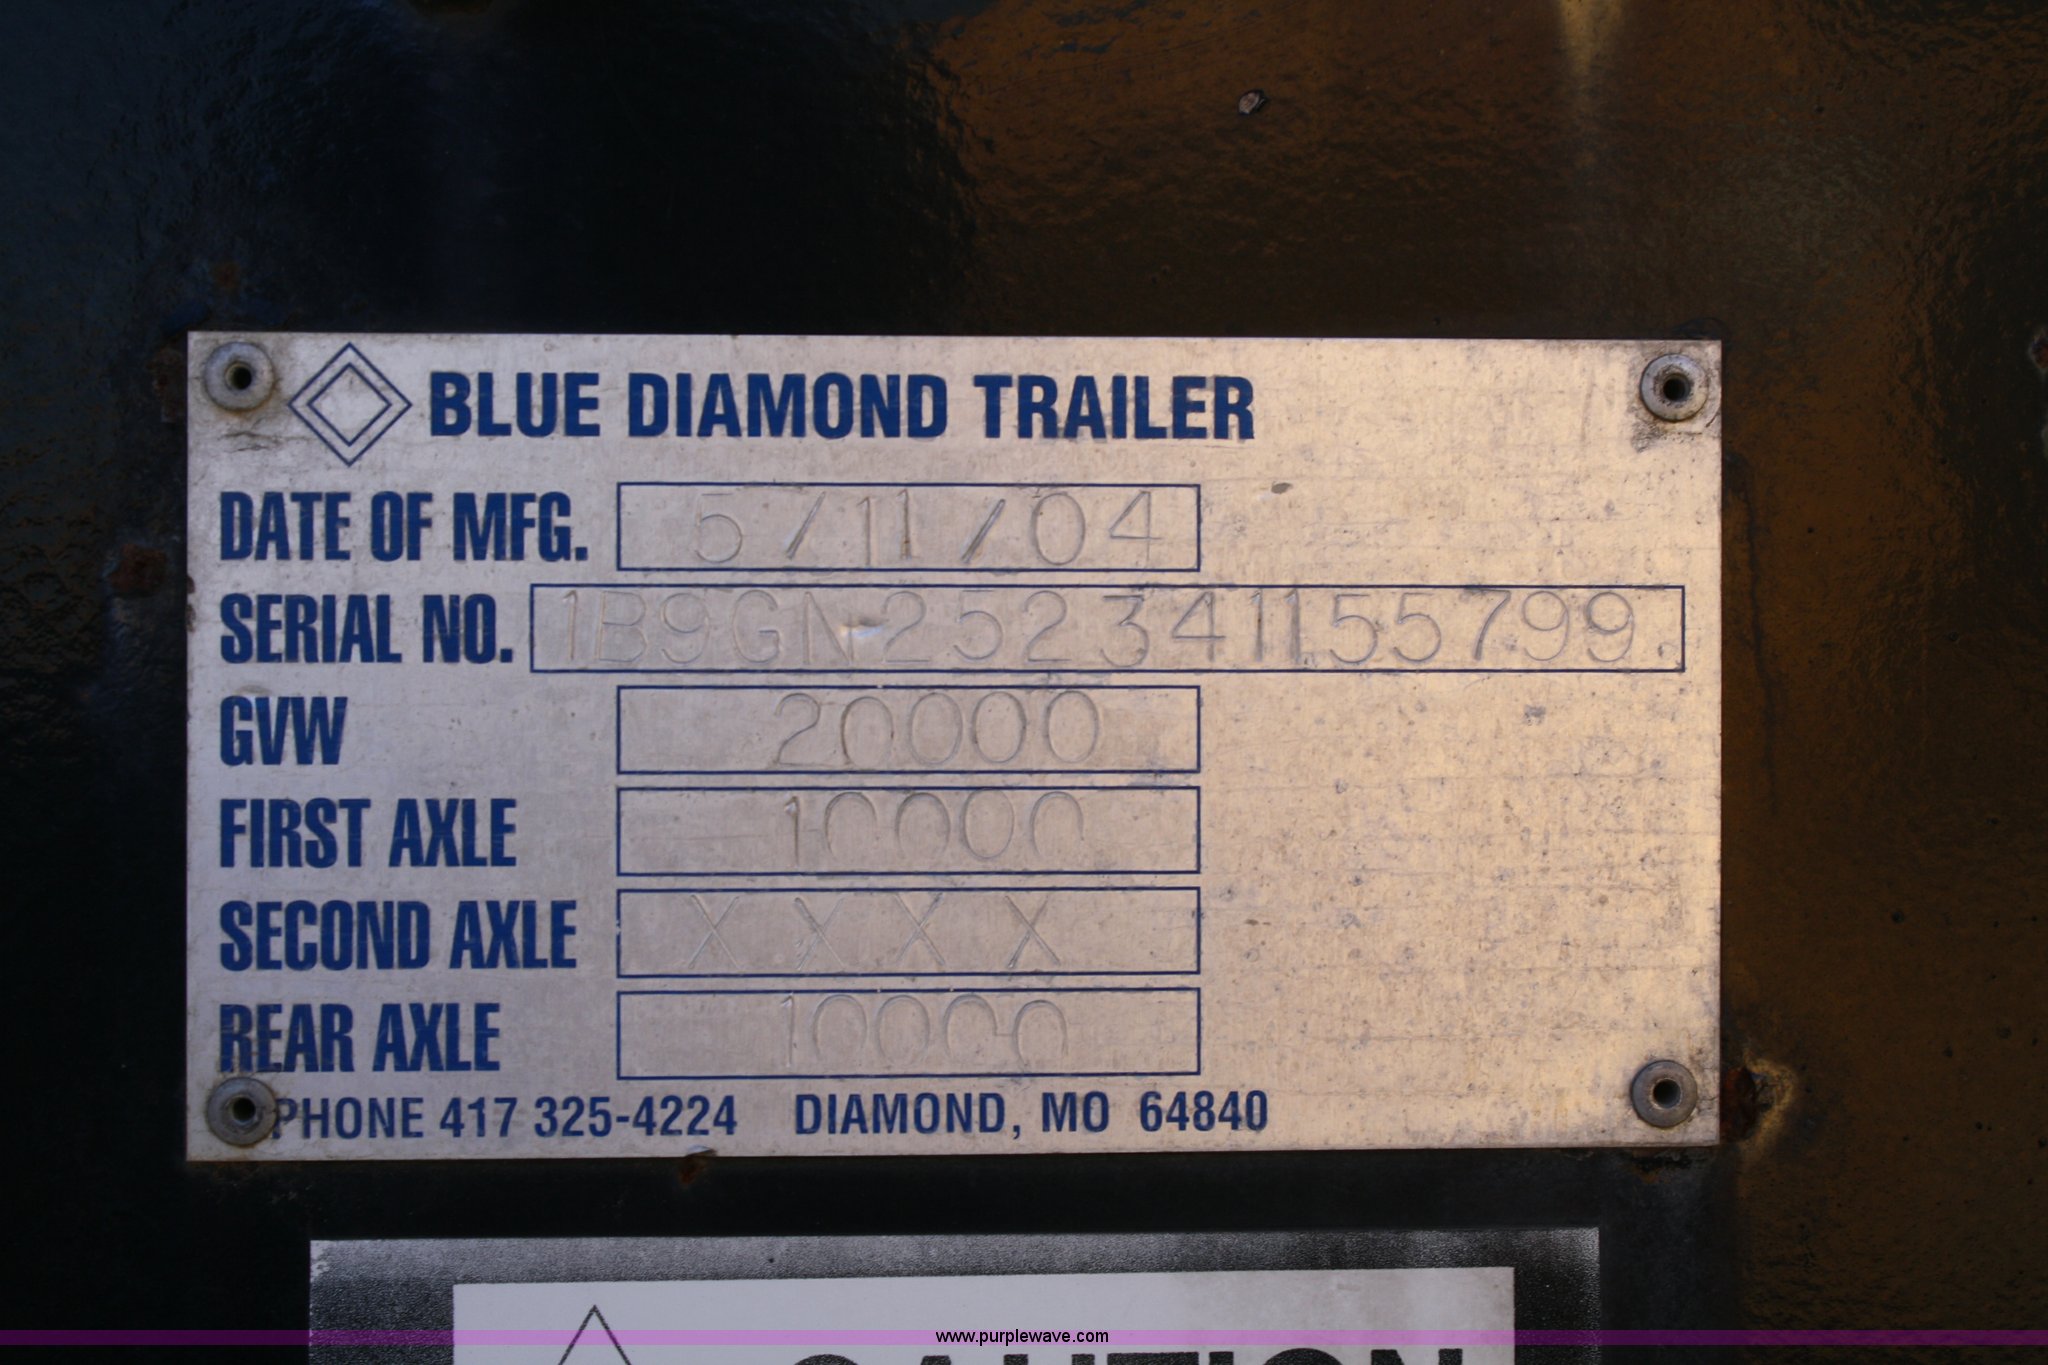 BLUE DIAMOND TRAILER
DATE OF MFG. 5/11/04
SERIAL NO. 1B9GN252341155799
GVW 20000
FIRST AXLE 10000
SECOND AXLE XXXX
REAR AXLE 10000
PHONE 417 325-4224 DIAMOND, MO 64840
www.purplewave.com
CAUTION